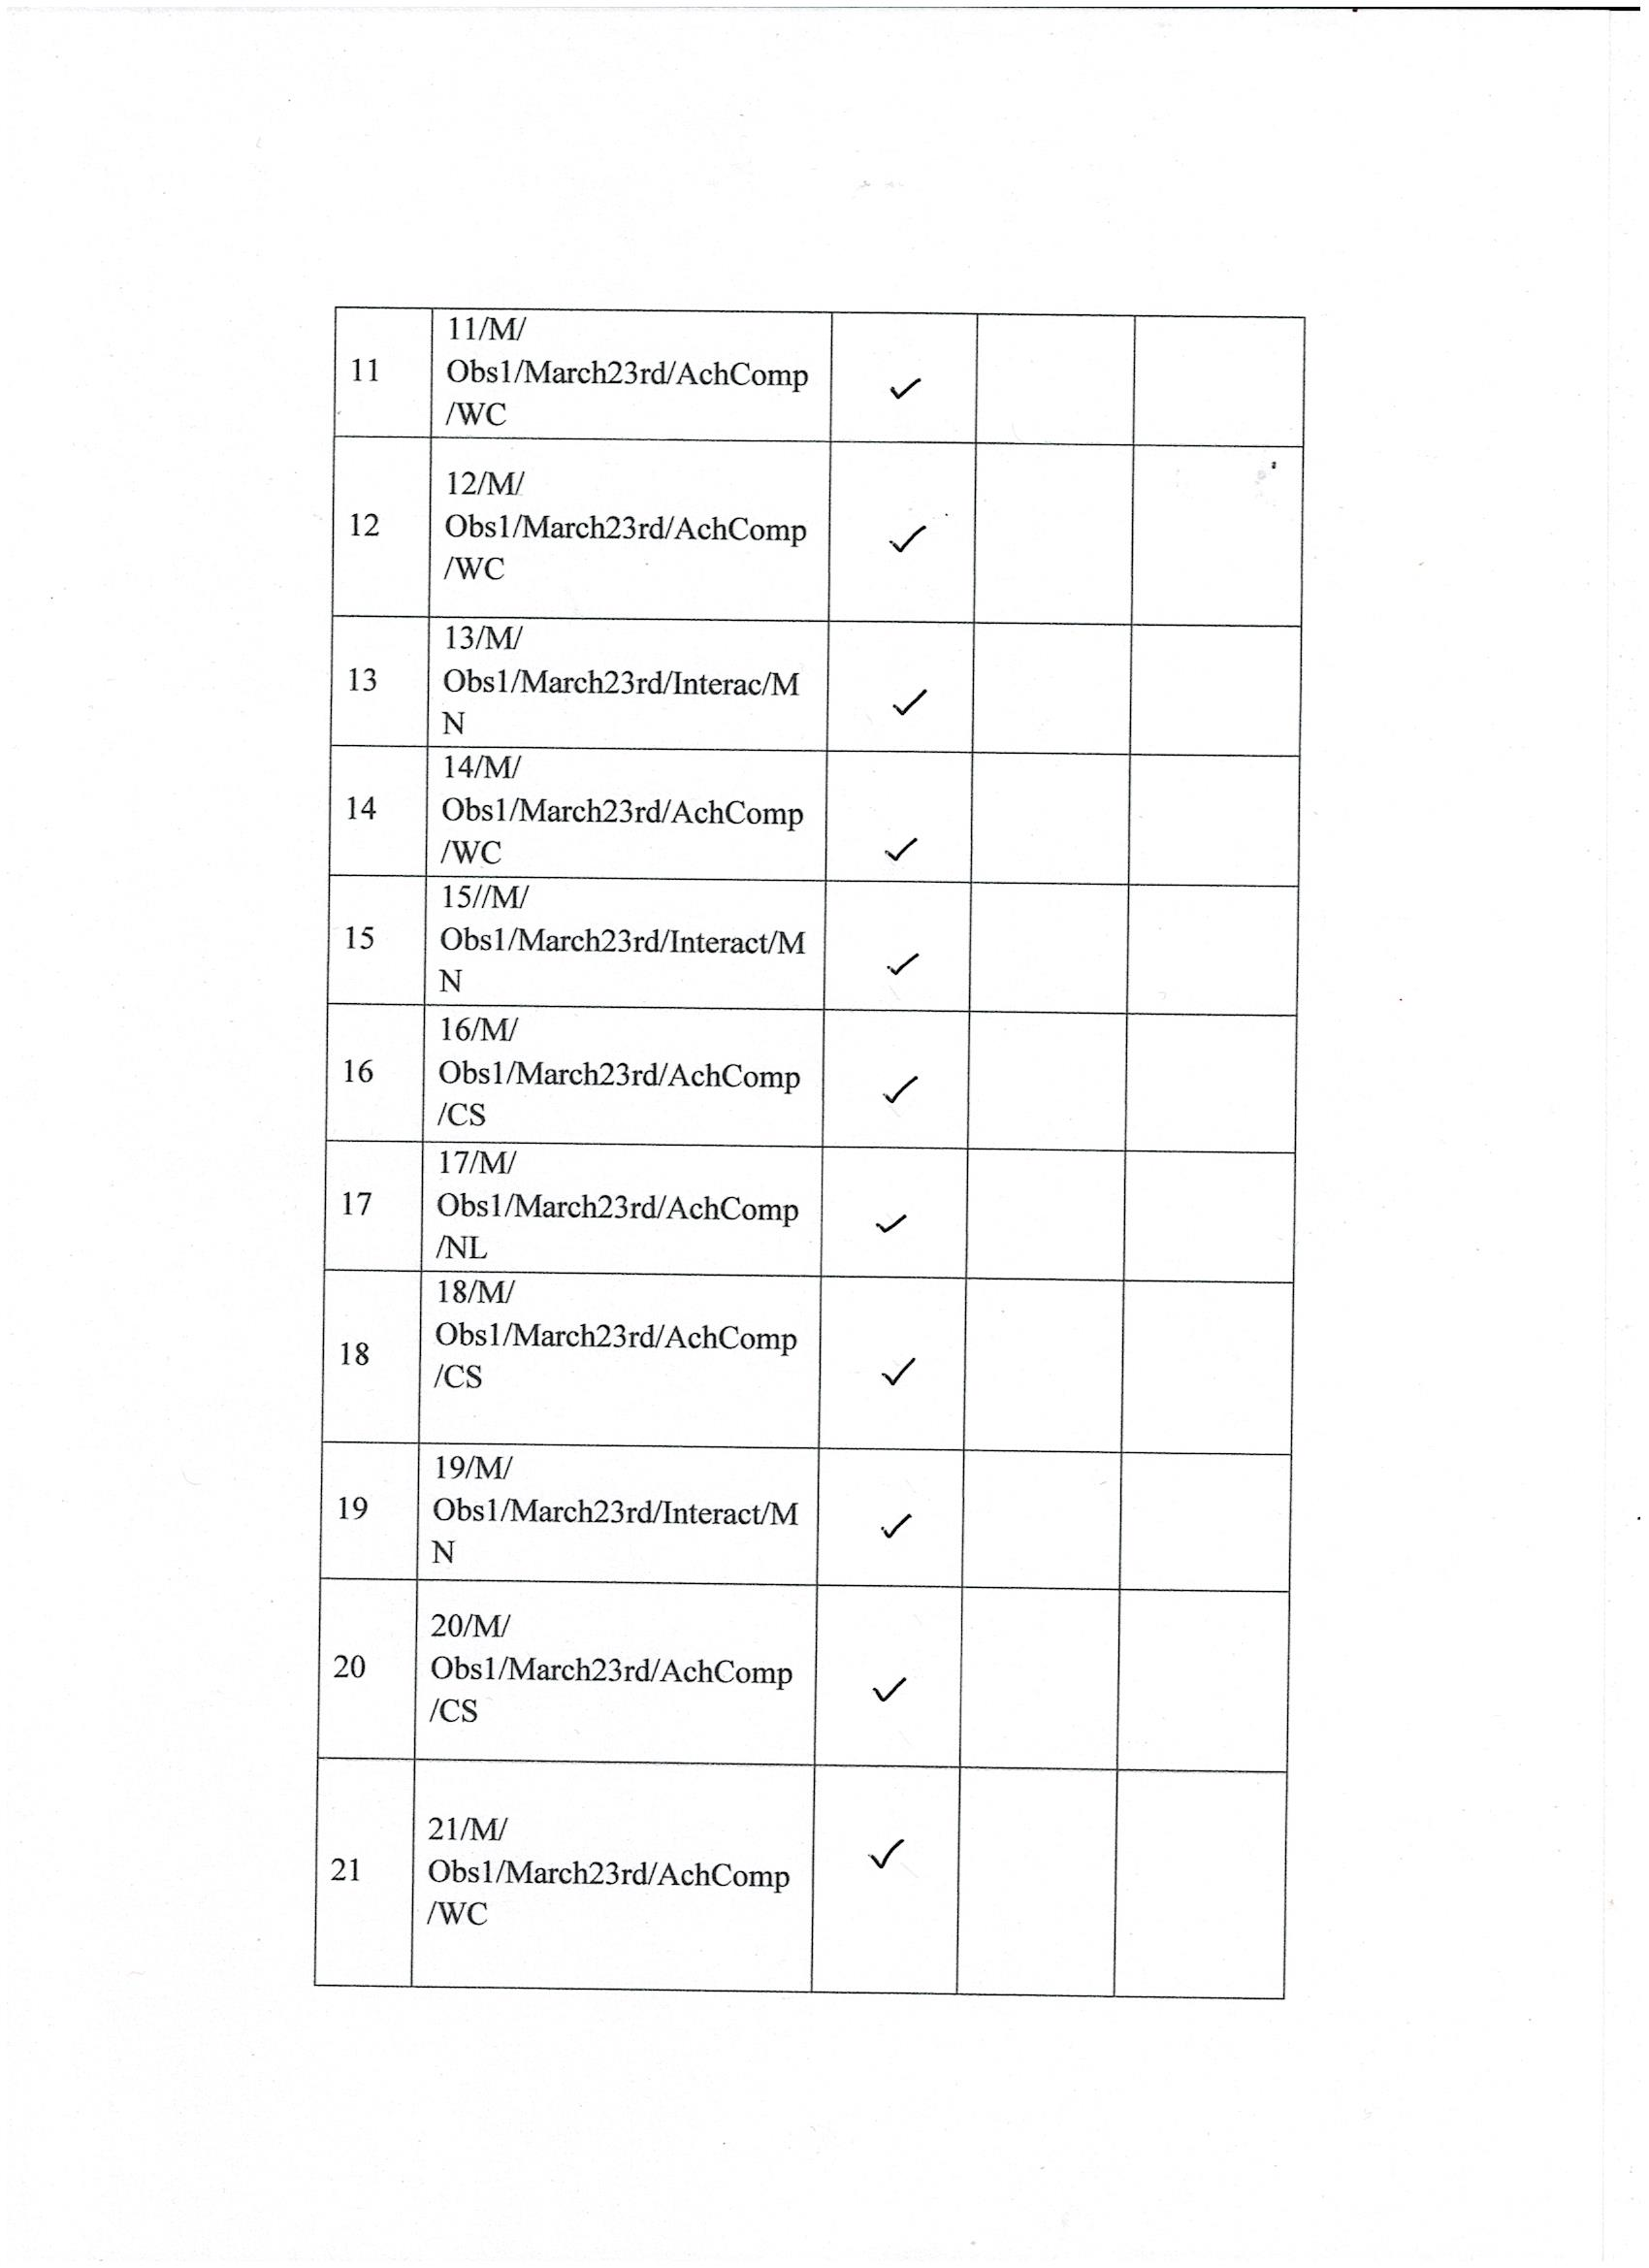 11
11/M/
Obs1/March23rd/AchComp
/WC
✓
12
12/M/
Obs1/March23rd/AchComp
/WC
✓
13
13/M/
Obs1/March23rd/Interac/M
N
✓
14
14/M/
Obs1/March23rd/AchComp
/WC
✓
15
15//M/
Obs1/March23rd/Interact/M
N
✓
16
16/M/
Obs1/March23rd/AchComp
/CS
✓
17
17/M/
Obs1/March23rd/AchComp
/NL
✓
18
18/M/
Obs1/March23rd/AchComp
/CS
✓
19
19/M/
Obs1/March23rd/Interact/M
N
✓
20
20/M/
Obs1/March23rd/AchComp
/CS
✓
21
21/M/
Obs1/March23rd/AchComp
/WC
✓